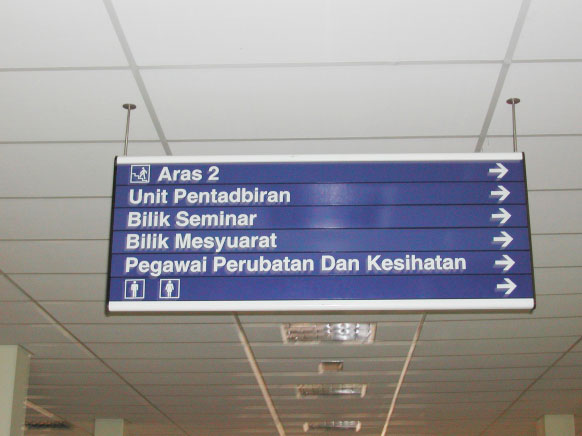 Aras 2
Unit Pentadbiran
Bilik Seminar
Bilik Mesyuarat
Pegawai Perubatan Dan Kesihatan